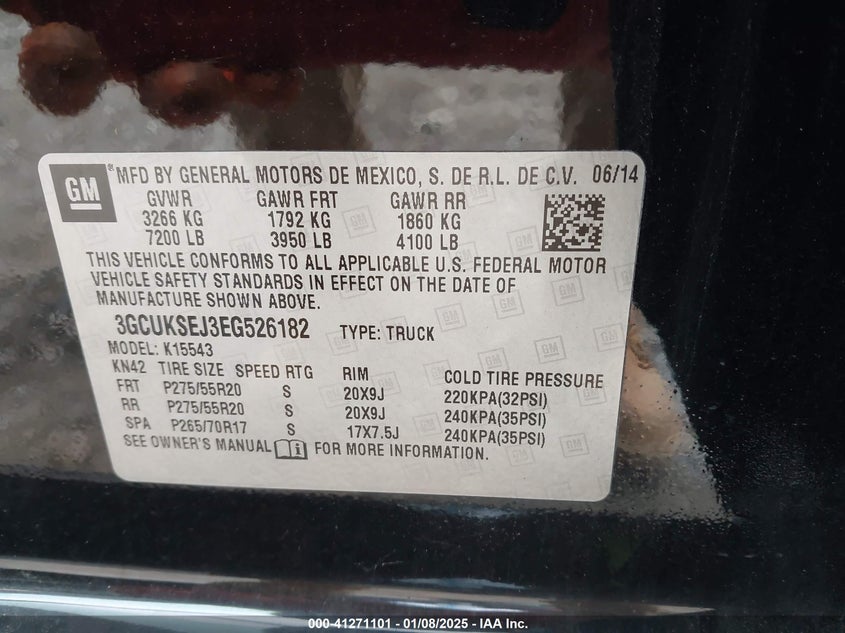 GM
® MFD BY GENERAL MOTORS DE MEXICO, S. DE R.L. DE C.V. 06/14
GVWR GAWR FRT GAWR RR
3266 KG 1792 KG 1860 KG
7200 LB 3950 LB 4100 LB
THIS VEHICLE CONFORMS TO ALL APPLICABLE U.S. FEDERAL MOTOR
VEHICLE SAFETY STANDARDS IN EFFECT ON THE DATE OF
MANUFACTURE SHOWN ABOVE.
3GCUKSEJ3EG526182 TYPE: TRUCK
MODEL: K15543
KN42 TIRE SIZE SPEED RTG RIM COLD TIRE PRESSURE
FRT P275/55R20 S 20X9J 220KPA(32PSI)
RR P275/55R20 S 20X9J 240KPA(35PSI)
SPA P265/70R17 S 17X7.5J 240KPA(35PSI)
SEE OWNER'S MANUAL i FOR MORE INFORMATION.
000-41271101 - 01/08/2025 - IAA Inc.